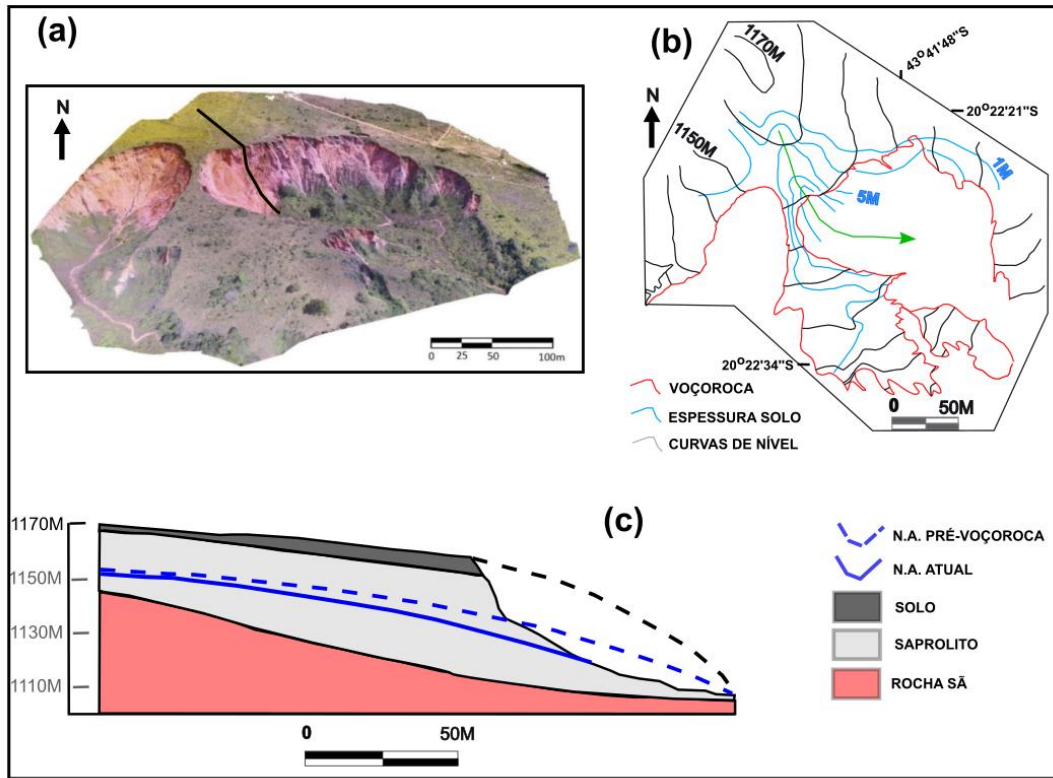 (a)
N
0 25 50 100m
(b)
1170M
43°41'48"S
N
20°22'21"S
1150M
1M
5M
20°22'34"S
VOÇOROCA
0 50M
ESPESSURA SOLO
CURVAS DE NÍVEL
(c)
1170M
1150M
1130M
1110M
0 50M
N.A. PRÉ-VOÇOROCA
N.A. ATUAL
SOLO
SAPROLITO
ROCHA SÃ